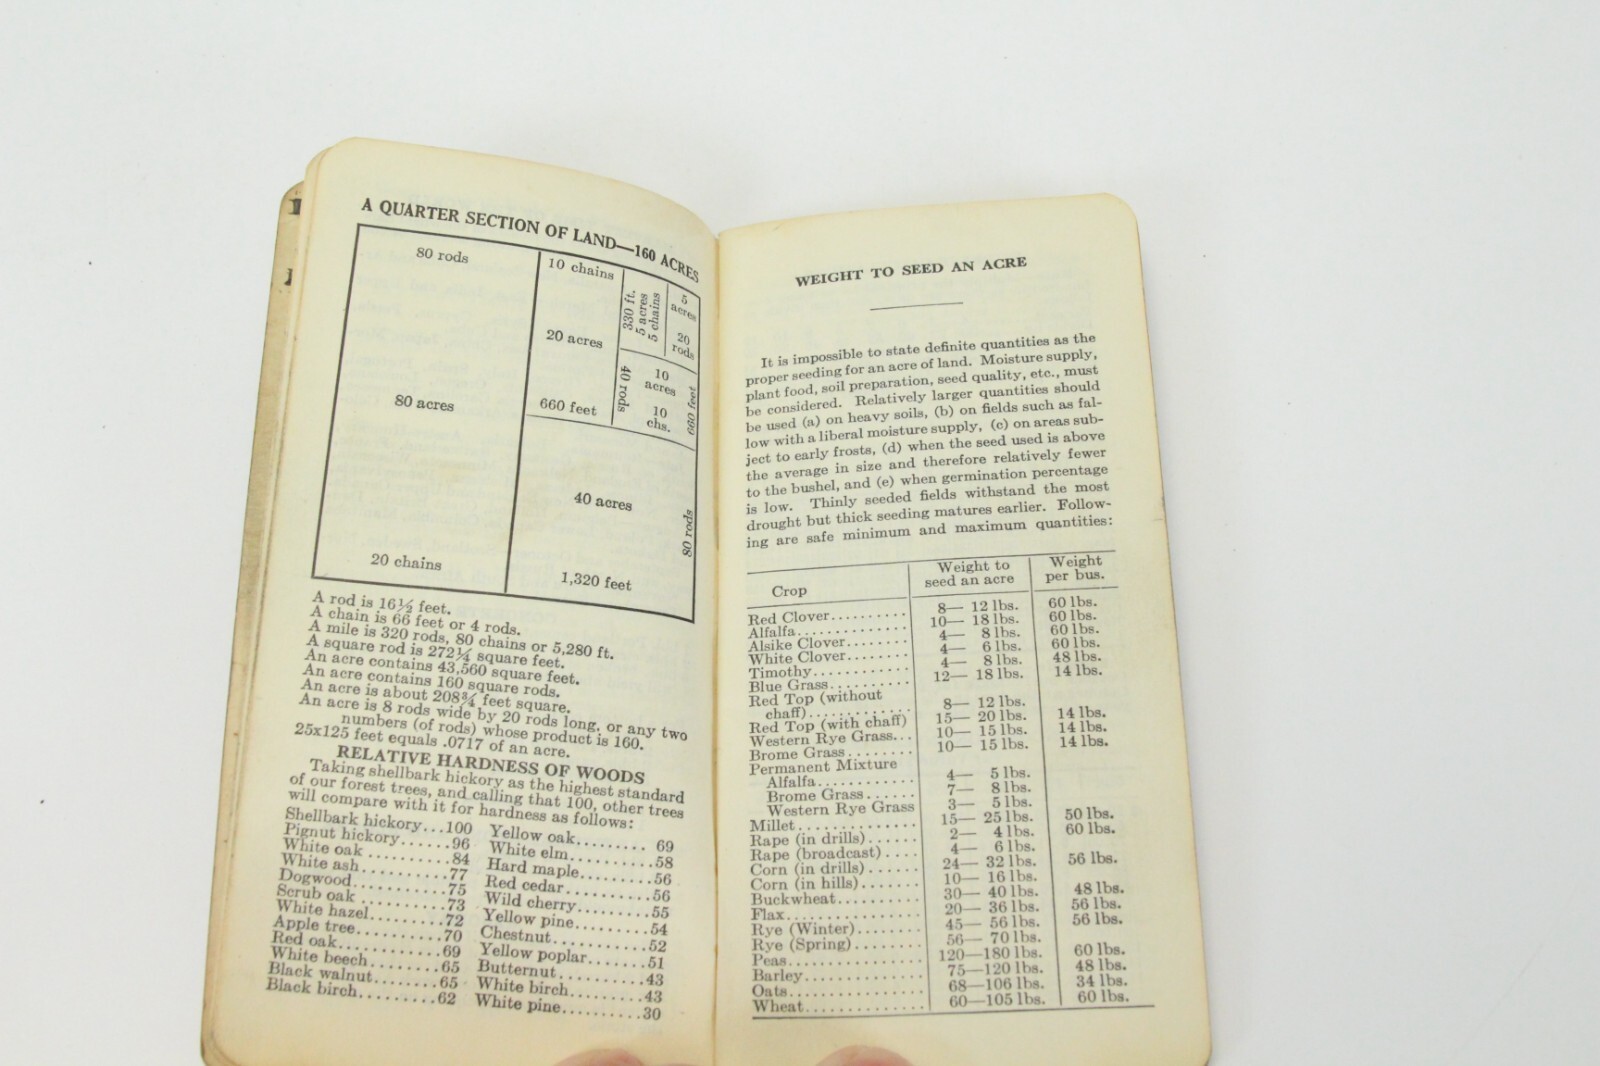 A QUARTER SECTION OF LAND—160 ACRES
80 rods
80 acres
20 chains
10 chains
20 acres
660 feet
330 ft.
5 acres
5 chains
5
acres
20
rods
40 rods
10
acres
10
chs.
660 feet
40 acres
80 rods
1,320 feet
A rod is 16½ feet.
A chain is 66 feet or 4 rods.
A mile is 320 rods, 80 chains or 5,280 ft.
A square rod is 272¼ square feet.
An acre contains 43,560 square feet.
An acre contains 160 square rods.
An acre is about 208¾ feet square.
An acre is 8 rods wide by 20 rods long, or any two
numbers (of rods) whose product is 160.
25x125 feet equals .0717 of an acre.
RELATIVE HARDNESS OF WOODS
Taking shellbark hickory as the highest standard
of our forest trees, and calling that 100, other trees
will compare with it for hardness as follows:
Shellbark hickory...100
Pignut hickory......96
White oak.........84
White ash..........77
Dogwood...........75
Scrub oak..........73
White hazel.........72
Apple tree..........70
Red oak............69
White beech........65
Black walnut.......65
Black birch.........62
Yellow oak.........69
White elm..........58
Hard maple.........56
Red cedar..........56
Wild cherry.........55
Yellow pine.........54
Chestnut...........52
Yellow poplar.......51
Butternut..........43
White birch.........43
White pine.........30
WEIGHT TO SEED AN ACRE
It is impossible to state definite quantities as the
proper seeding for an acre of land. Moisture supply,
plant food, soil preparation, seed quality, etc., must
be considered. Relatively larger quantities should
be used (a) on heavy soils, (b) on fields such as fal-
low with a liberal moisture supply, (c) on areas sub-
ject to early frosts, (d) when the seed used is above
the average in size and therefore relatively fewer
to the bushel, and (e) when germination percentage
is low. Thinly seeded fields withstand the most
drought but thick seeding matures earlier. Follow-
ing are safe minimum and maximum quantities:
Crop
Weight to
seed an acre
Weight
per bus.
Red Clover.......... 8— 12 lbs. 60 lbs.
Alfalfa.............. 10— 18 lbs. 60 lbs.
Alsike Clover........ 4— 8 lbs. 60 lbs.
White Clover........ 4— 6 lbs. 60 lbs.
Timothy............ 4— 8 lbs. 48 lbs.
Blue Grass.......... 12— 18 lbs. 14 lbs.
Red Top (without
chaff)............. 8— 12 lbs.
Red Top (with chaff) 15— 20 lbs. 14 lbs.
Western Rye Grass... 10— 15 lbs. 14 lbs.
Brome Grass........ 10— 15 lbs. 14 lbs.
Permanent Mixture
Alfalfa............ 4— 5 lbs.
Brome Grass...... 7— 8 lbs.
Western Rye Grass 3— 5 lbs.
Millet.............. 15— 25 lbs. 50 lbs.
Rape (in drills)...... 2— 4 lbs. 60 lbs.
Rape (broadcast).... 4— 6 lbs.
Corn (in drills)...... 24— 32 lbs. 56 lbs.
Corn (in hills)....... 10— 16 lbs.
Buckwheat.......... 30— 40 lbs. 48 lbs.
Flax................ 20— 36 lbs. 56 lbs.
Rye (Winter)........ 45— 56 lbs. 56 lbs.
Rye (Spring)........ 56— 70 lbs.
Peas................ 120—180 lbs. 60 lbs.
Barley.............. 75—120 lbs. 48 lbs.
Oats................ 68—106 lbs. 34 lbs.
Wheat.............. 60—105 lbs. 60 lbs.